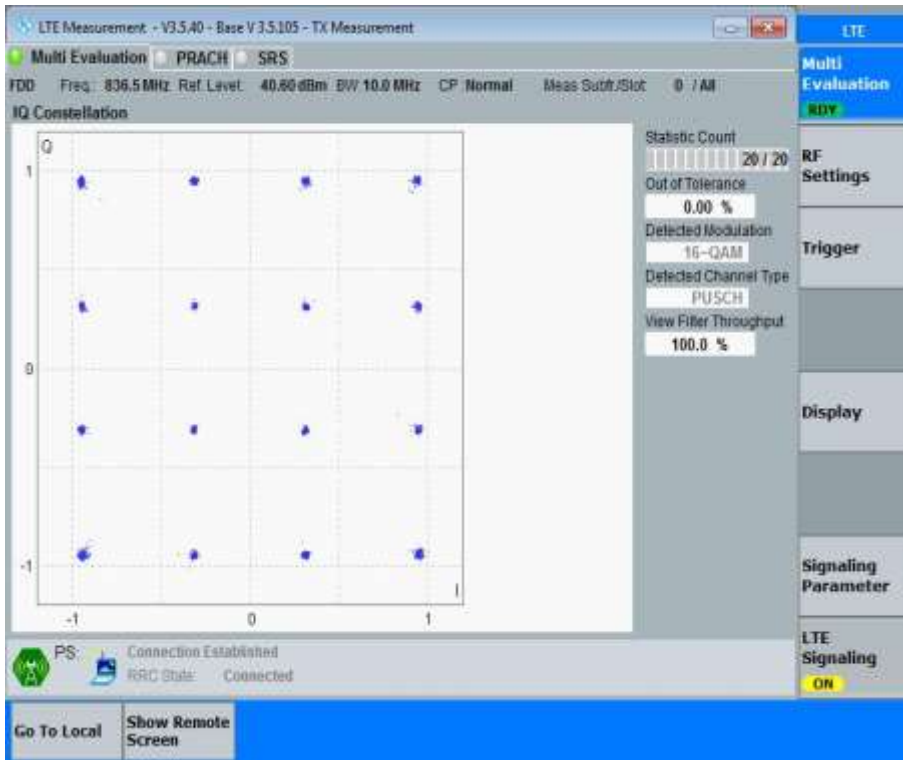 LTE Measurement - V3.5.40 - Base V 3.5.105 - TX Measurement
LTE
Multi Evaluation PRACH SRS
Multi Evaluation
RDY
FDD Freq.: 836.5 MHz Ref. Level: 40.60 dBm BW: 10.0 MHz CP: Normal Meas Subfr./Slot: 0 / All
IQ Constellation
Q
1
0
-1
-1 0 1
I
Statistic Count
20 / 20
Out of Tolerance
0.00 %
Detected Modulation
16-QAM
Detected Channel Type
PUSCH
View Filter Throughput
100.0 %
RF Settings
Trigger
Display
Signaling Parameter
LTE Signaling
ON
PS: Connection Established
RRC State: Connected
Go To Local
Show Remote Screen